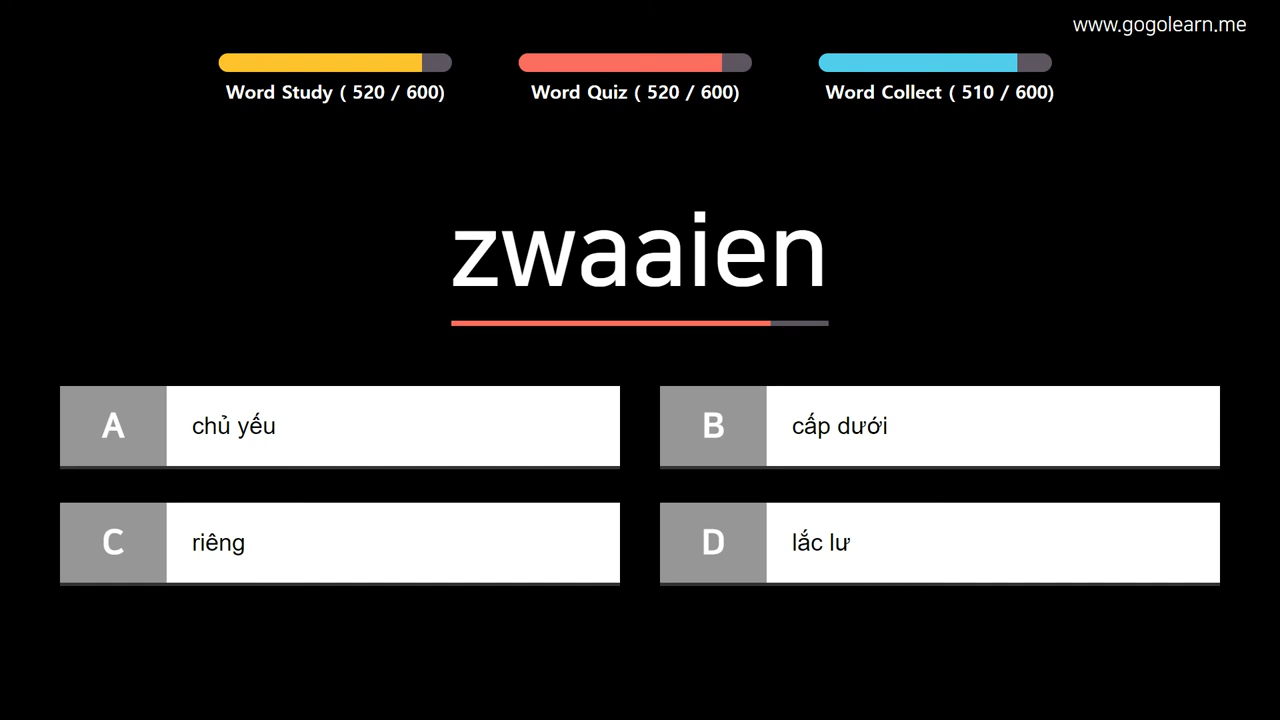 www.gogolearn.me
Word Study ( 520 / 600)
Word Quiz ( 520 / 600)
Word Collect ( 510 / 600)
zwaaien
A chủ yếu
B cấp dưới
C riêng
D lắc lư